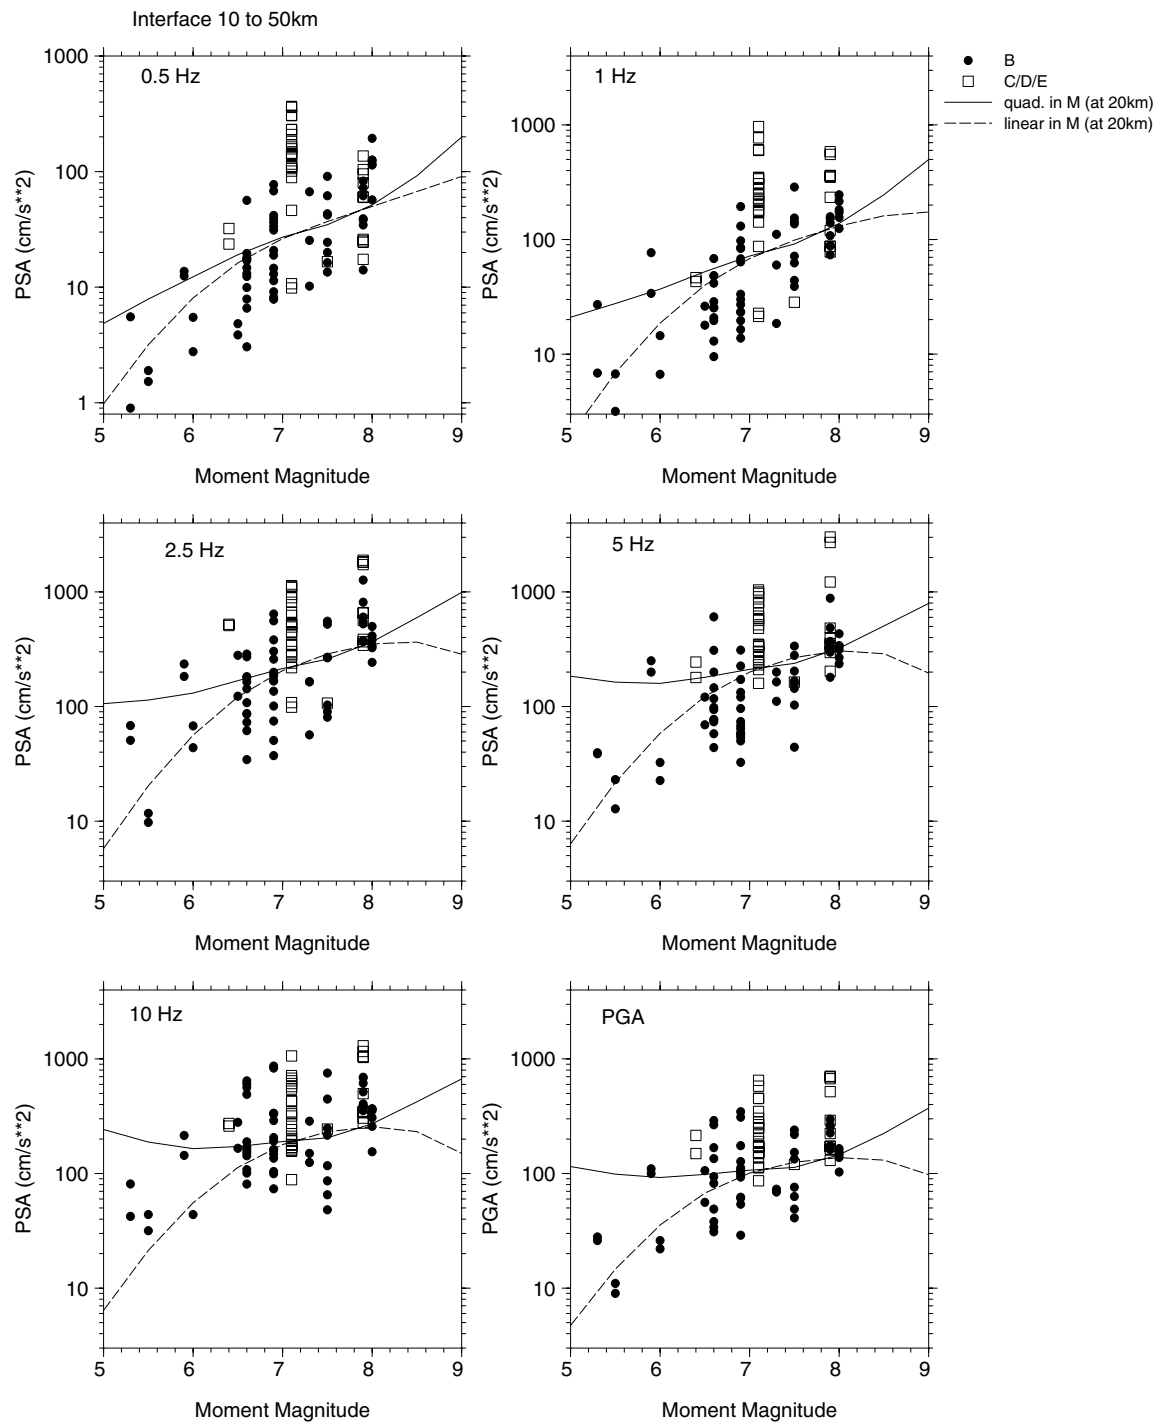 Interface 10 to 50km
0.5 Hz
1000
100
10
1
PSA (cm/s**2)
5 6 7 8 9
Moment Magnitude
1 Hz
1000
100
10
PSA (cm/s**2)
5 6 7 8 9
Moment Magnitude
B
C/D/E
quad. in M (at 20km)
linear in M (at 20km)
2.5 Hz
1000
100
10
PSA (cm/s**2)
5 6 7 8 9
Moment Magnitude
5 Hz
1000
100
10
PSA (cm/s**2)
5 6 7 8 9
Moment Magnitude
10 Hz
1000
100
10
PSA (cm/s**2)
5 6 7 8 9
Moment Magnitude
PGA
1000
100
10
PGA (cm/s**2)
5 6 7 8 9
Moment Magnitude